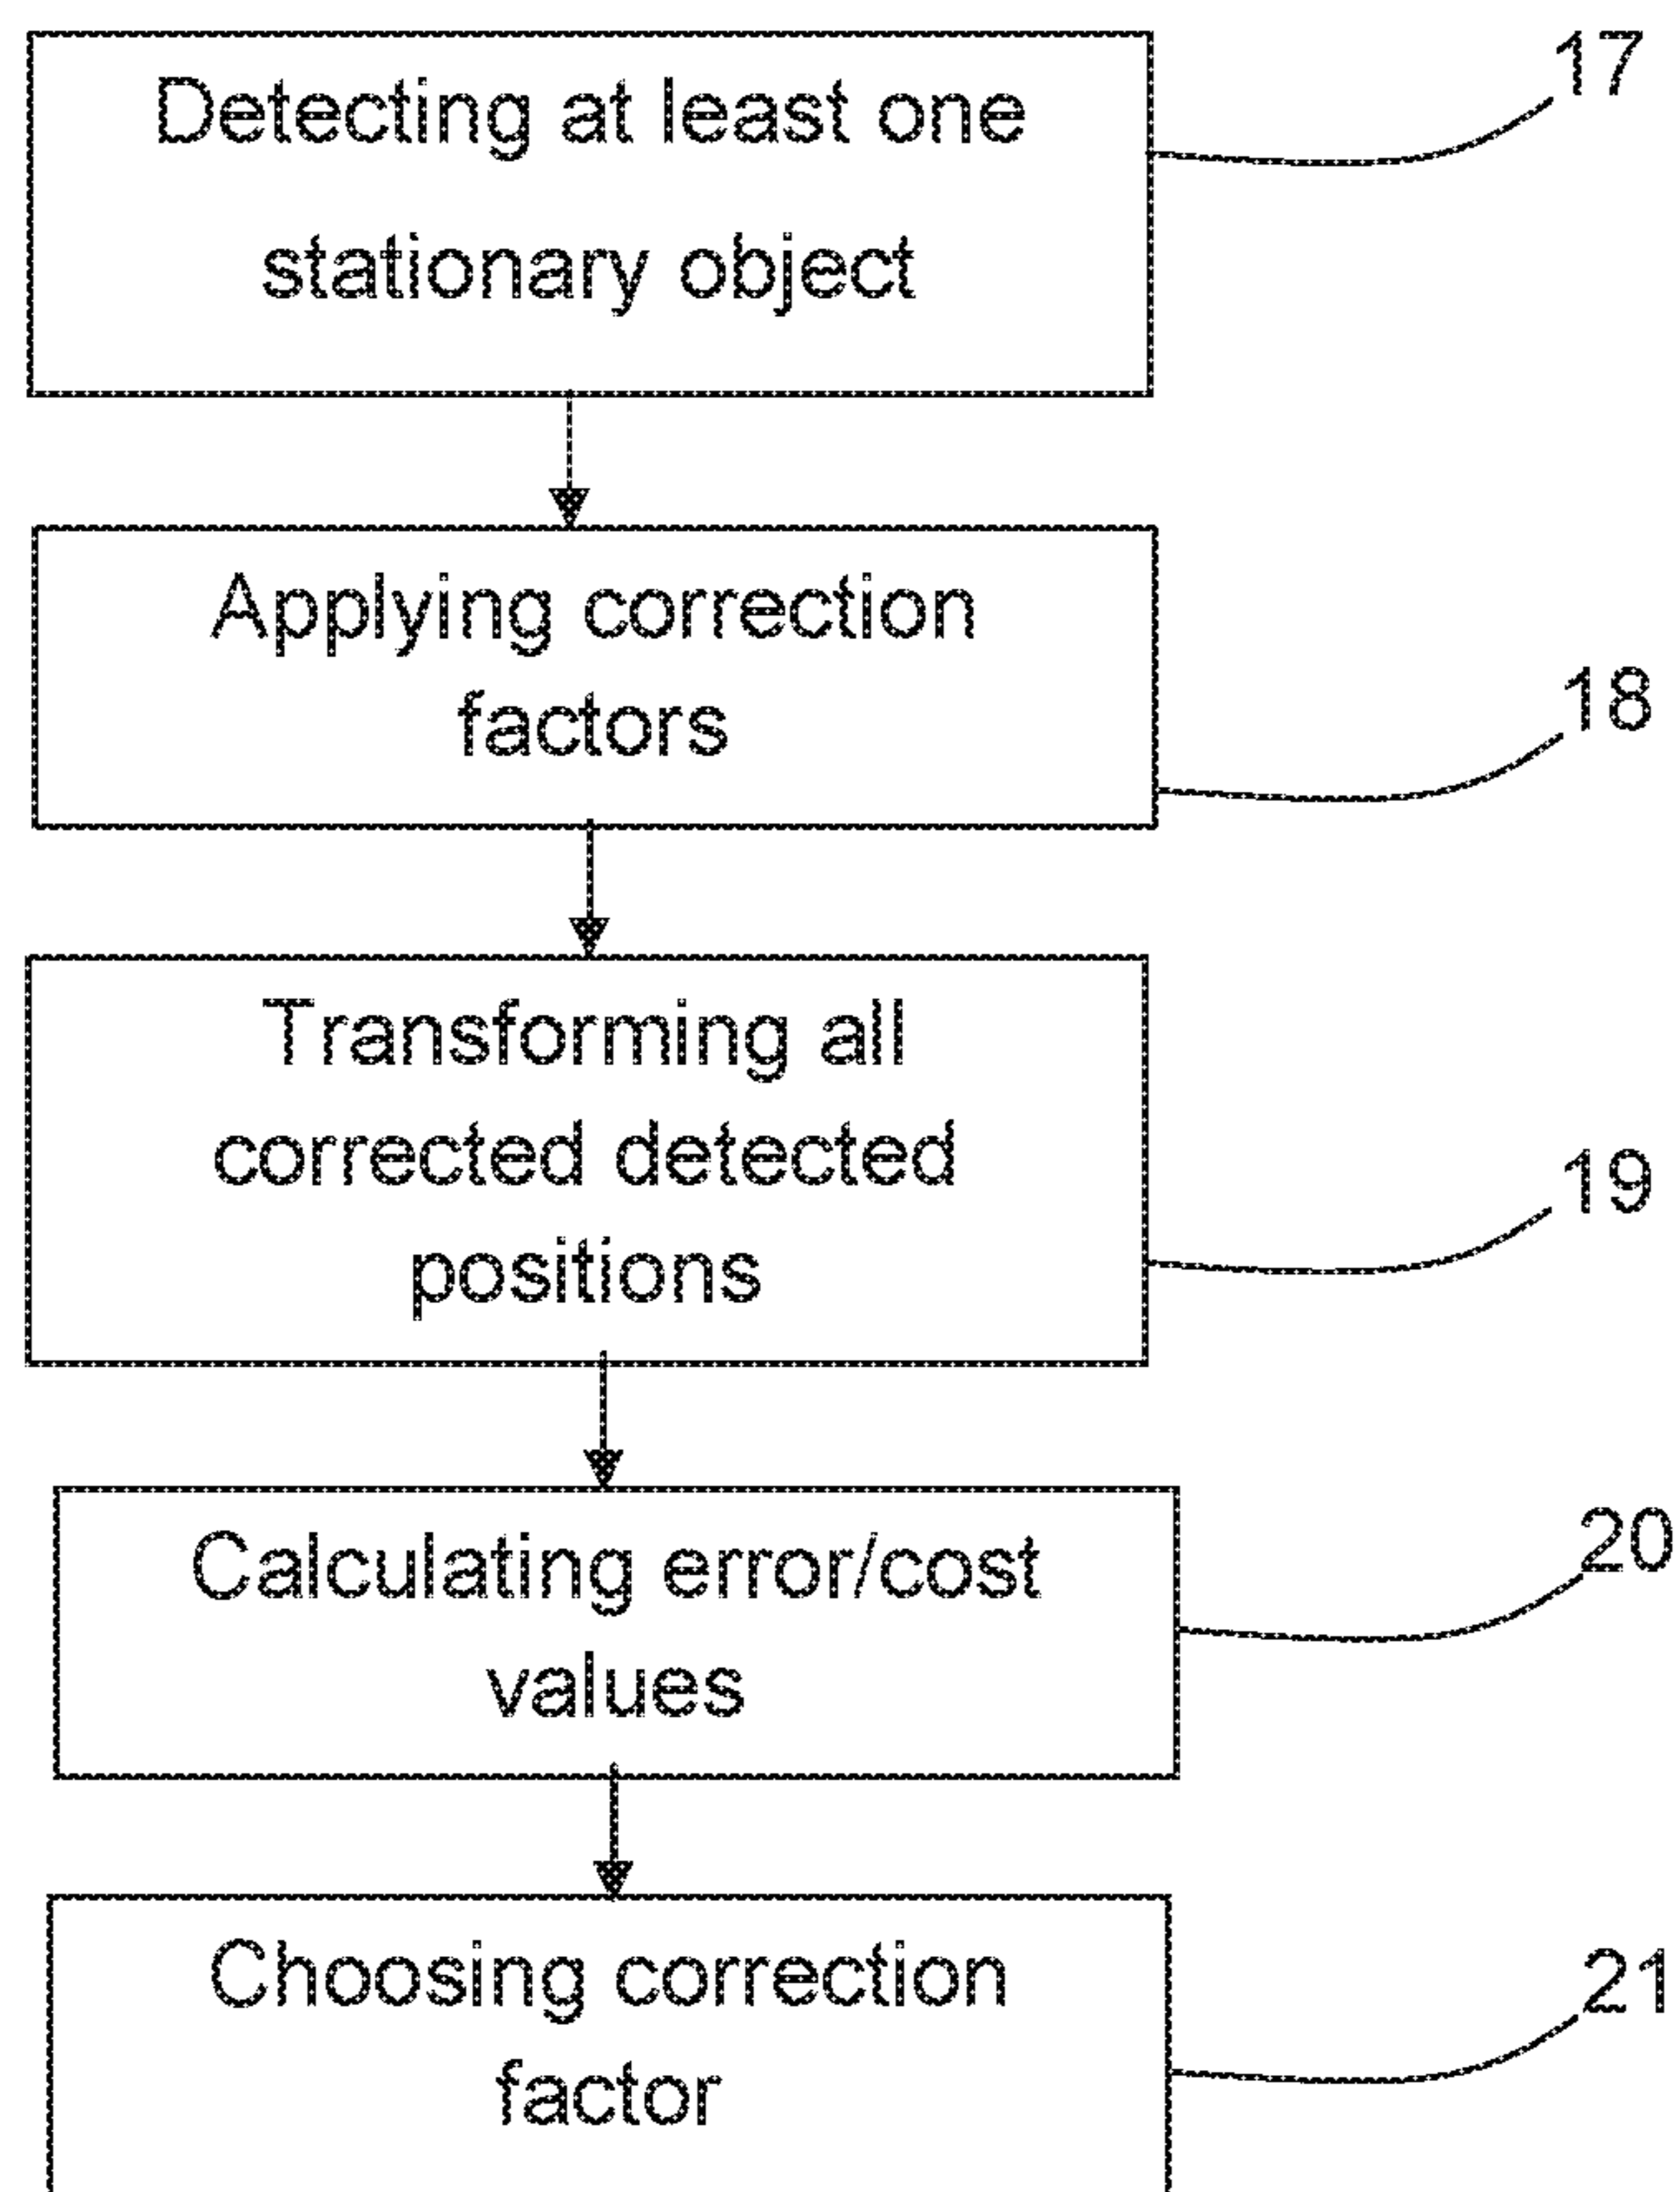 Detecting at least one
stationary object
17
Applying correction
factors
18
Transforming all
corrected detected
positions
19
Calculating error/cost
values
20
Choosing correction
factor
21